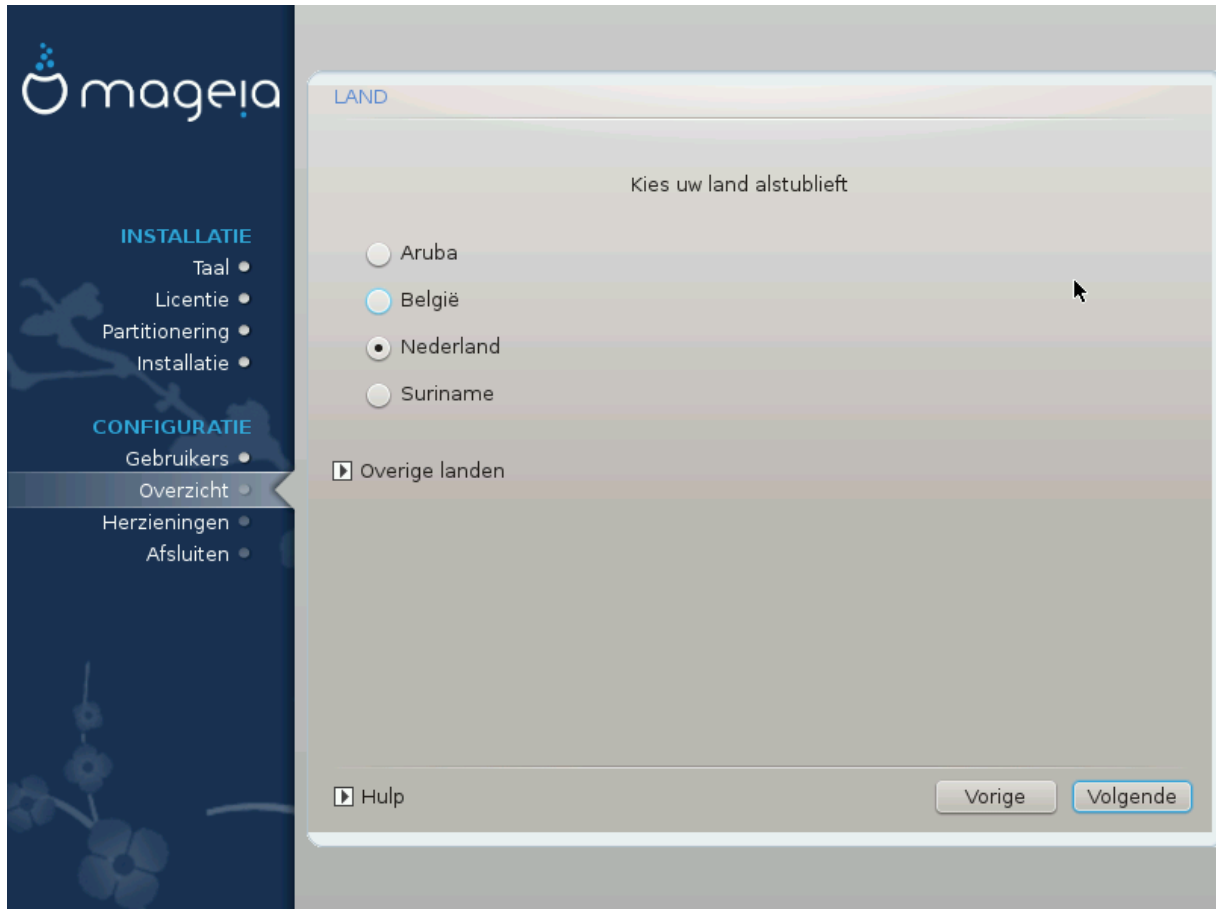 mageia
INSTALLATIE
Taal
Licentie
Partitionering
Installatie
CONFIGURATIE
Gebruikers
Overzicht
Herzieningen
Afsluiten
LAND
Kies uw land alstublieft
Aruba
België
Nederland
Suriname
Overige landen
Hulp
Vorige
Volgende